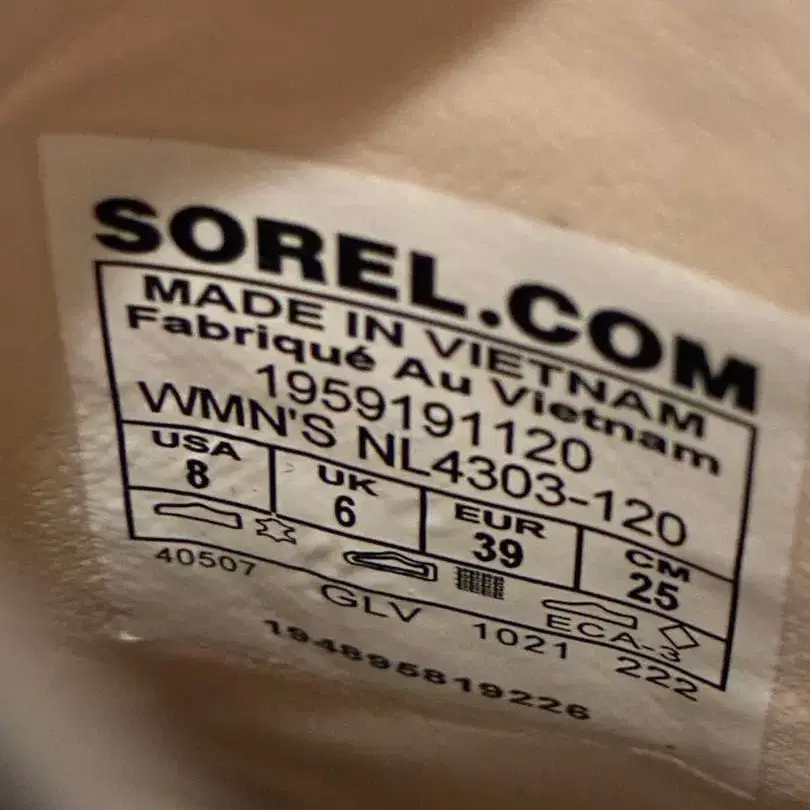 SOREL.COM
MADE IN VIETNAM
Fabriqué Au Vietnam
1959191120
WMN'S NL4303-120
USA UK EUR CM
8 6 39 25
40507 GLV 1021 ECA-3 222
194895819226